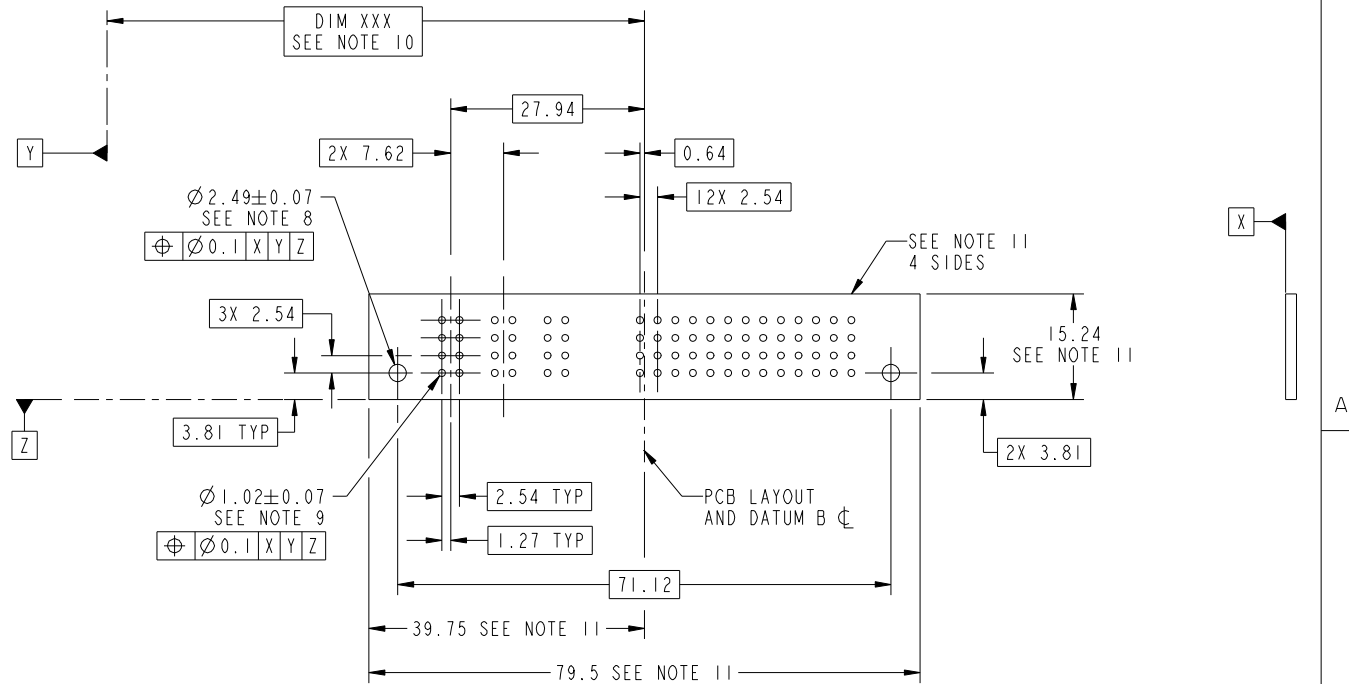 DIM XXX
SEE NOTE 10
27.94
Y
2X 7.62
0.64
12X 2.54
Ø2.49±0.07
SEE NOTE 8
⌖ Ø0.1 X Y Z
X
SEE NOTE 11
4 SIDES
3X 2.54
15.24
SEE NOTE 11
A
Z
3.81 TYP
2X 3.81
Ø1.02±0.07
SEE NOTE 9
⌖ Ø0.1 X Y Z
2.54 TYP
PCB LAYOUT
AND DATUM B ℄
1.27 TYP
71.12
39.75 SEE NOTE 11
79.5 SEE NOTE 11